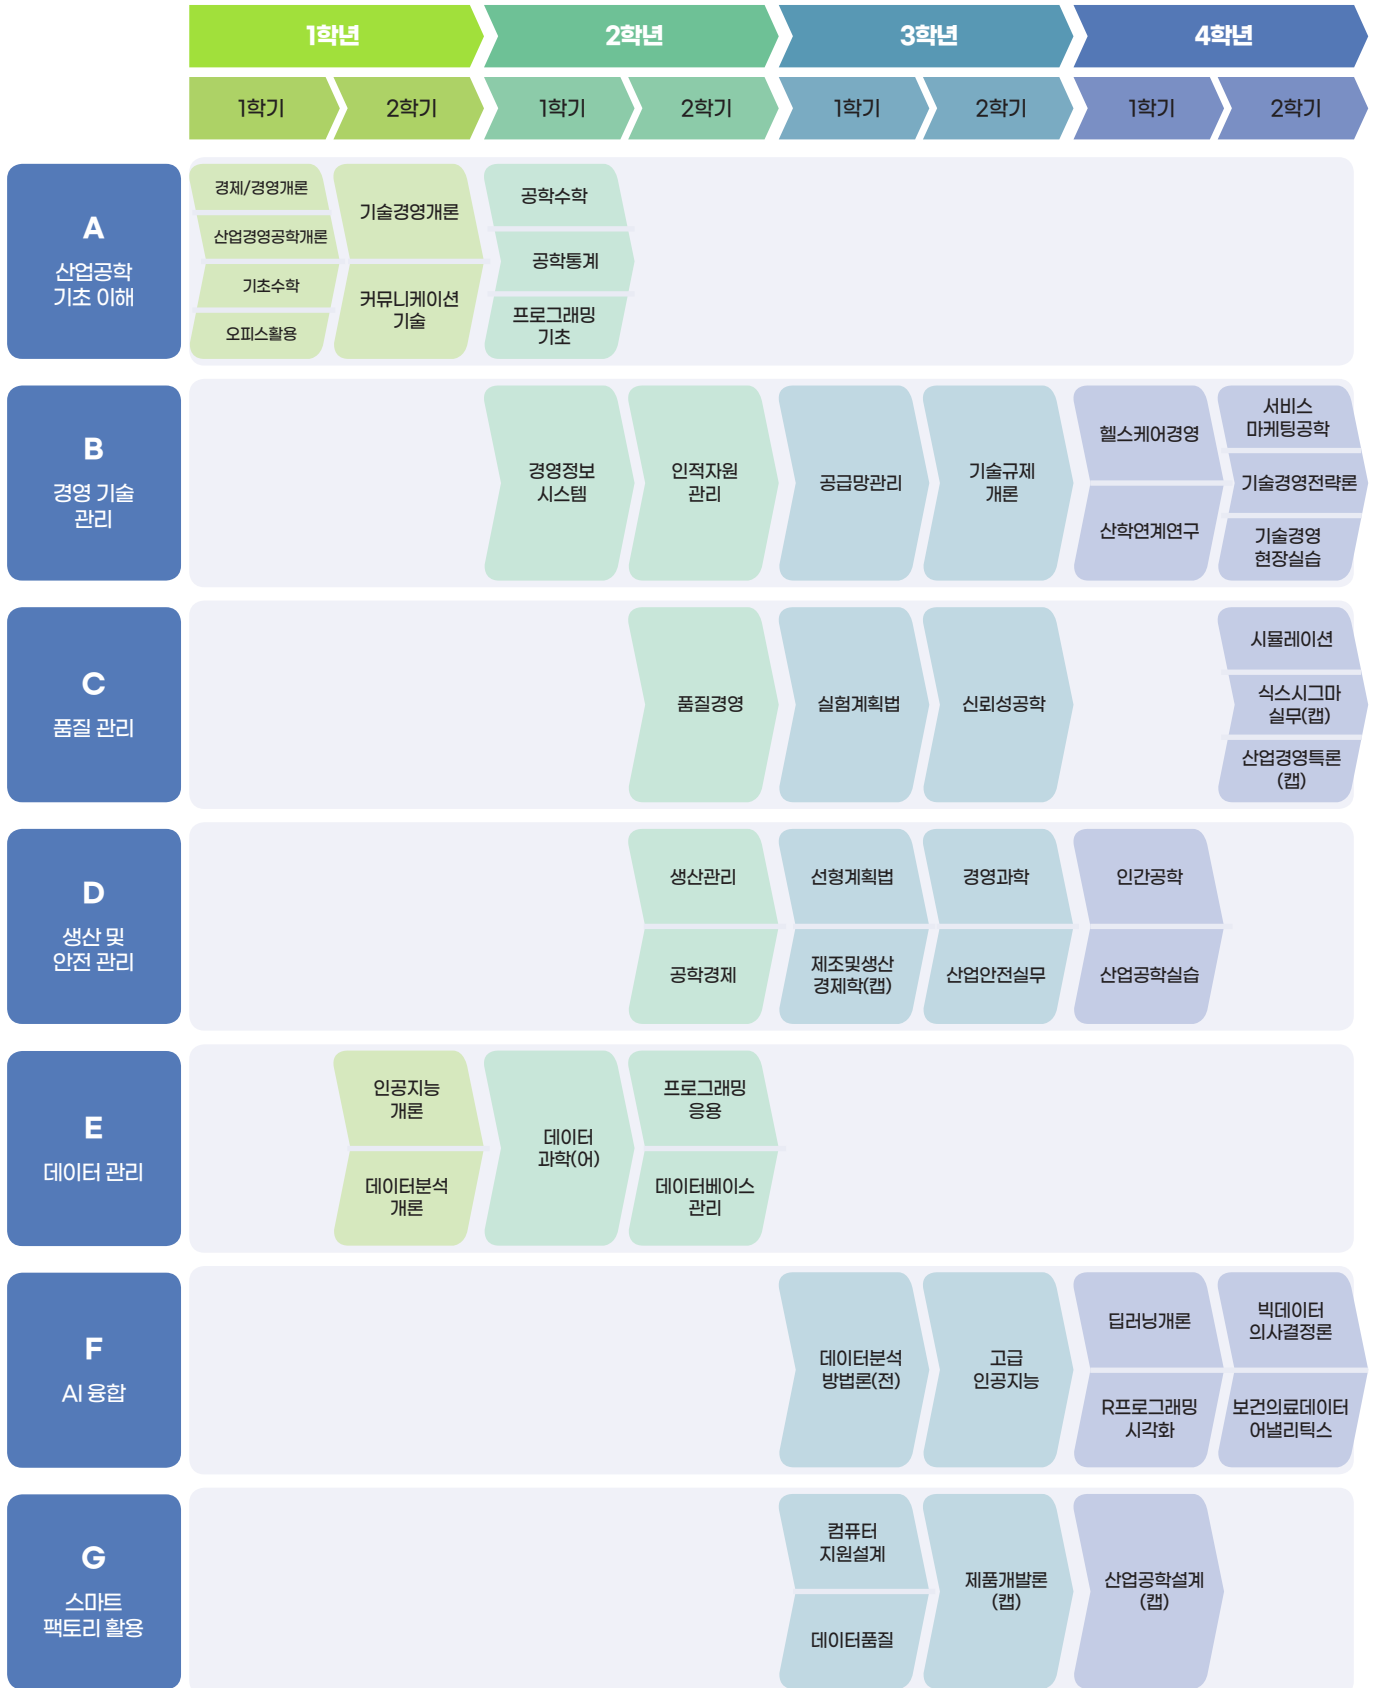 1학년
2학년
3학년
4학년
1학기
2학기
1학기
2학기
1학기
2학기
1학기
2학기
A
산업공학
기초 이해
경제/경영개론
산업경영공학개론
기초수학
오피스활용
기술경영개론
커뮤니케이션
기술
공학수학
공학통계
프로그래밍
기초
B
경영 기술
관리
경영정보
시스템
인적자원
관리
공급망관리
기술규제
개론
헬스케어경영
산학연계연구
서비스
마케팅공학
기술경영전략론
기술경영
현장실습
C
품질 관리
품질경영
실험계획법
신뢰성공학
시뮬레이션
식스시그마
실무(캡)
산업경영특론
(캡)
D
생산 및
안전 관리
생산관리
공학경제
선형계획법
제조및생산
경제학(캡)
경영과학
산업안전실무
인간공학
산업공학실습
E
데이터 관리
인공지능
개론
데이터분석
개론
데이터
과학(어)
프로그래밍
응용
데이터베이스
관리
F
AI 융합
데이터분석
방법론(전)
고급
인공지능
딥러닝개론
R프로그래밍
시각화
빅데이터
의사결정론
보건의료데이터
어낼리틱스
G
스마트
팩토리 활용
컴퓨터
지원설계
데이터품질
제품개발론
(캡)
산업공학설계
(캡)